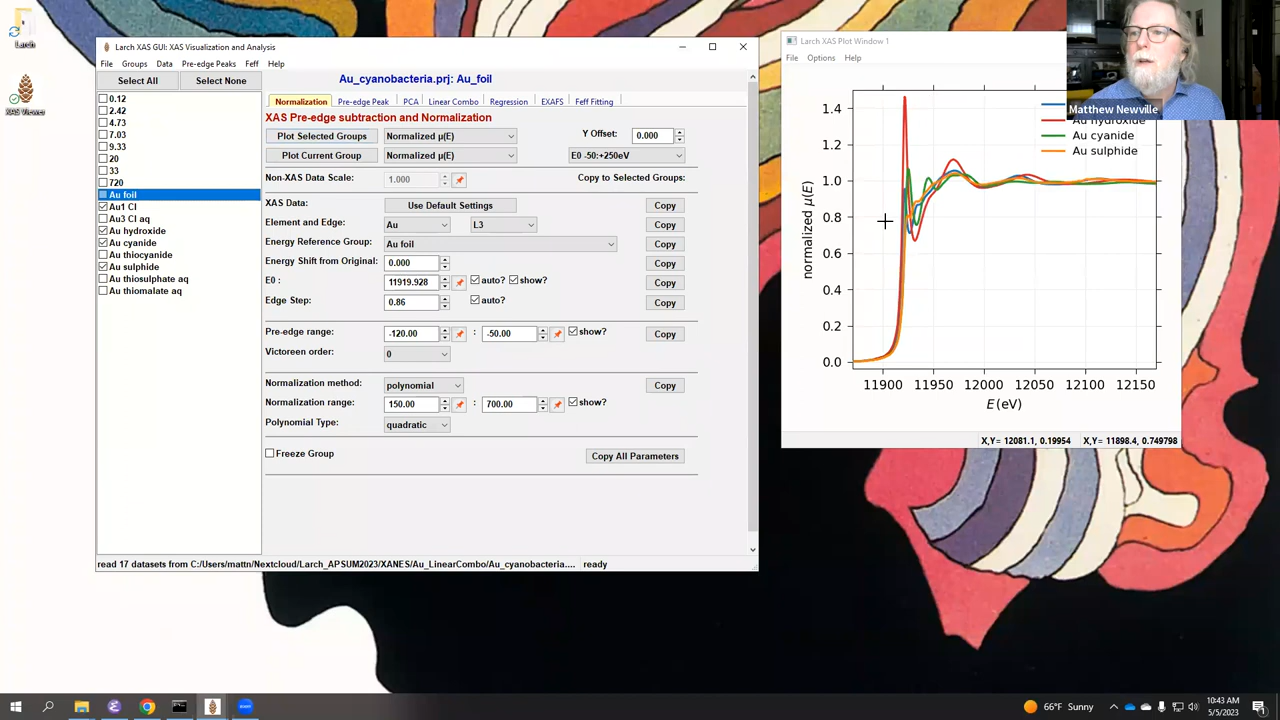 Larch
XAS Viewer
Larch XAS GUI: XAS Visualization and Analysis
File Groups Data Pre-edge Peaks Feff Help
Select All Select None
Au_cyanobacteria.prj: Au_foil
0.12
2.42
4.73
7.03
9.33
20
33
720
Au foil
Au1 Cl
Au3 Cl aq
Au hydroxide
Au cyanide
Au thiocyanide
Au sulphide
Au thiosulphate aq
Au thiomalate aq
Normalization Pre-edge Peak PCA Linear Combo Regression EXAFS Feff Fitting
XAS Pre-edge subtraction and Normalization
Plot Selected Groups Normalized μ(E) Y Offset: 0.000
Plot Current Group Normalized μ(E) E0 -50:+250eV
Non-XAS Data Scale: 1.000 Copy to Selected Groups:
XAS Data: Use Default Settings Copy
Element and Edge: Au L3 Copy
Energy Reference Group: Au foil Copy
Energy Shift from Original: 0.000 Copy
E0 : 11919.928 auto? show? Copy
Edge Step: 0.86 auto? Copy
Pre-edge range: -120.00 : -50.00 show? Copy
Victoreen order: 0
Normalization method: polynomial Copy
Normalization range: 150.00 : 700.00 show?
Polynomial Type: quadratic
Freeze Group Copy All Parameters
read 17 datasets from C:/Users/mattn/Nextcloud/Larch_APSUM2023/XANES/Au_LinearCombo/Au_cyanobacteria.... ready
Larch XAS Plot Window 1
File Options Help
Matthew Newville
Au hydroxide
Au cyanide
Au sulphide
normalized μ(E)
1.4
1.2
1.0
0.8
0.6
0.4
0.2
0.0
11900 11950 12000 12050 12100 12150
E (eV)
X,Y= 12081.1, 0.19954 X,Y= 11898.4, 0.749798
zoom
66°F Sunny
10:43 AM
5/5/2023
1